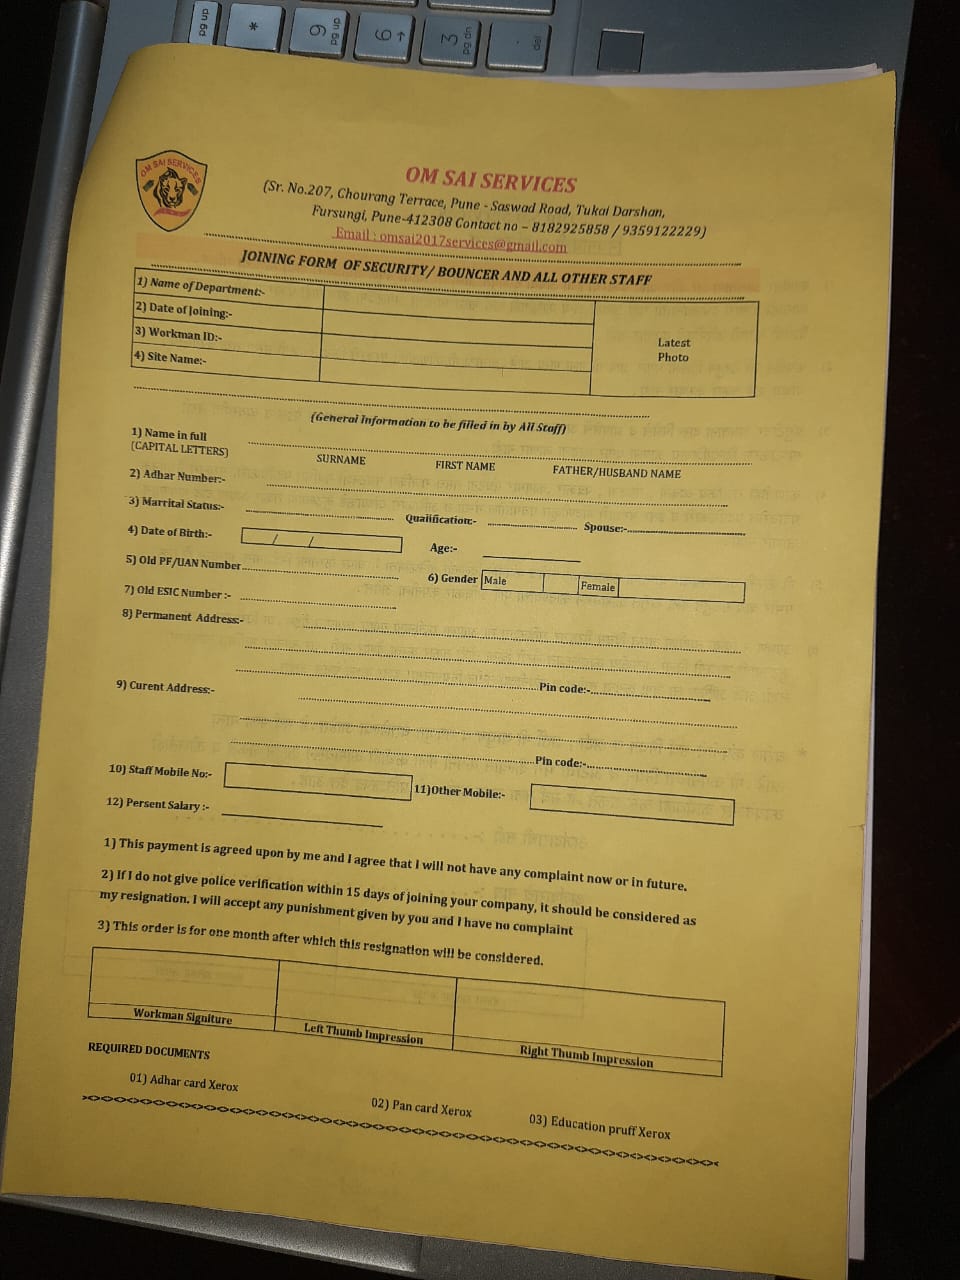 pg up
*
9
pg up
6
→
3
pg dn
.
del
OM SAI SERVICES
OM SAI SERVICES
(Sr. No.207, Chourang Terrace, Pune - Saswad Road, Tukai Darshan,
Fursungi, Pune-412308 Contact no – 8182925858 / 9359122229)
Email : omsai2017services@gmail.com
JOINING FORM OF SECURITY/ BOUNCER AND ALL OTHER STAFF
1) Name of Department:-
2) Date of Joining:-
3) Workman ID:-
4) Site Name:-
Latest
Photo
(General Information to be filled in by All Staff)
1) Name in full
(CAPITAL LETTERS)
SURNAME FIRST NAME FATHER/HUSBAND NAME
2) Adhar Number:-
3) Marrital Status:- Qualification:- Spouse:-
4) Date of Birth:- / / Age:-
5) Old PF/UAN Number 6) Gender Male Female
7) Old ESIC Number :-
8) Permanent Address:-
Pin code:-
9) Curent Address:-
Pin code:-
10) Staff Mobile No:- 11)Other Mobile:-
12) Persent Salary :-
1) This payment is agreed upon by me and I agree that I will not have any complaint now or in future.
2) If I do not give police verification within 15 days of joining your company, it should be considered as
my resignation. I will accept any punishment given by you and I have no complaint
3) This order is for one month after which this resignation will be considered.
Workman Signiture Left Thumb Impression Right Thumb Impression
REQUIRED DOCUMENTS
01) Adhar card Xerox 02) Pan card Xerox 03) Education pruff Xerox